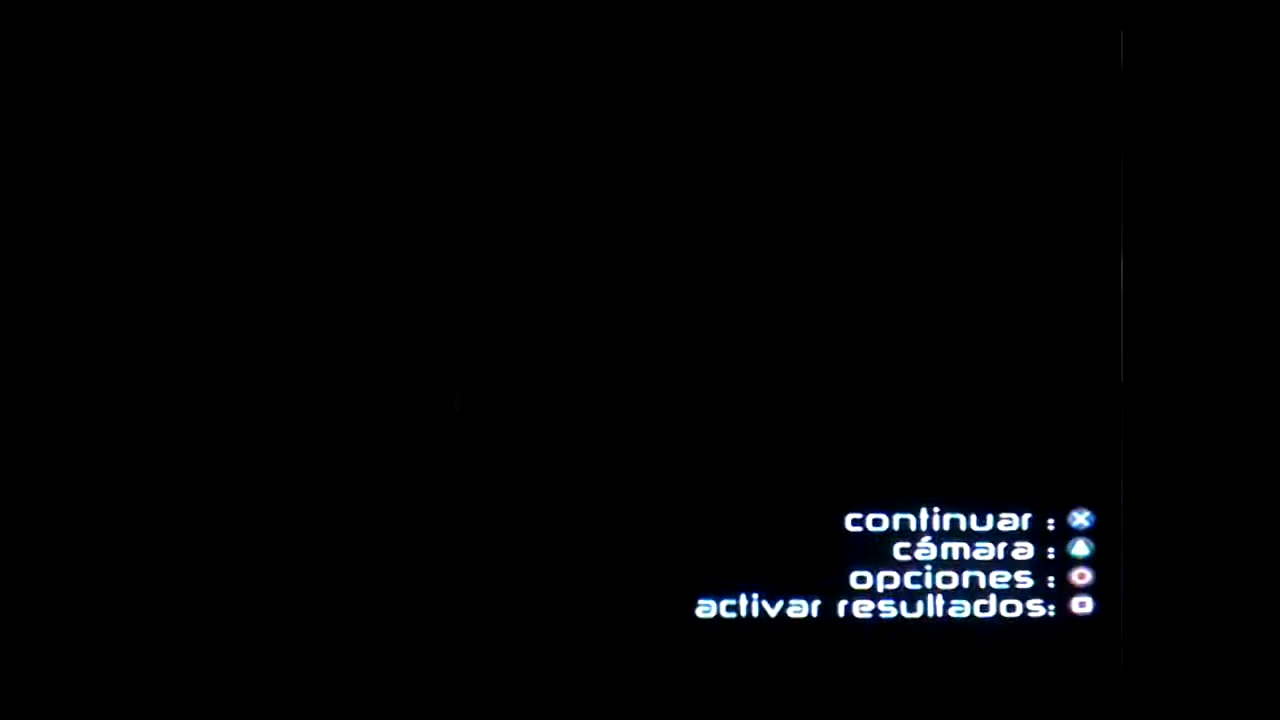 continuar :
cámara :
opciones :
activar resultados: